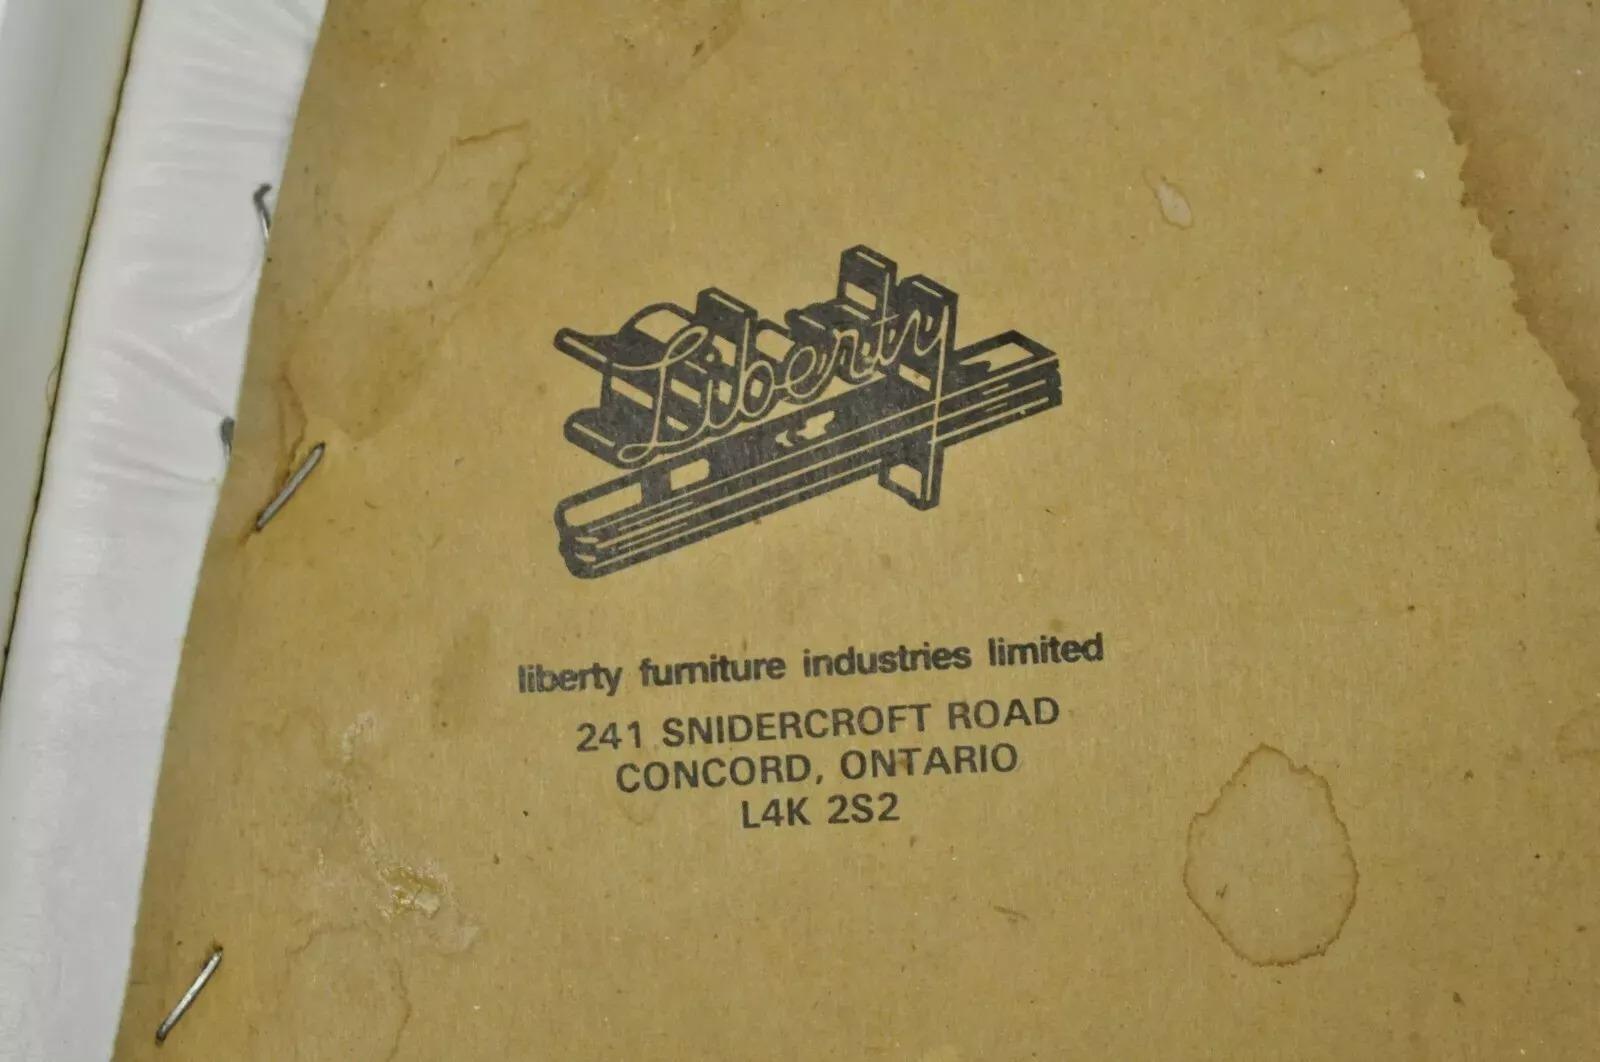 Liberty
liberty furniture industries limited
241 SNIDERCROFT ROAD
CONCORD, ONTARIO
L4K 2S2